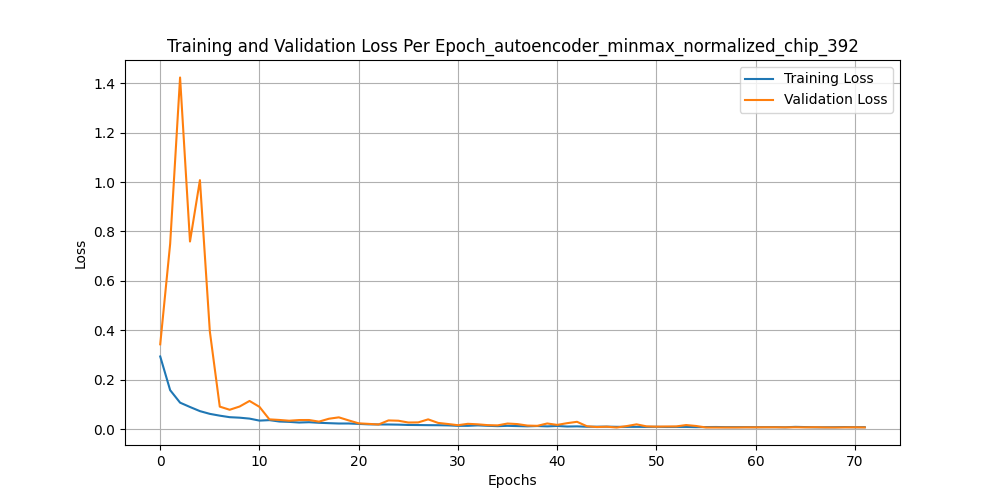 Training and Validation Loss Per Epoch_autoencoder_minmax_normalized_chip_392
Training Loss
Validation Loss
Loss
1.4
1.2
1.0
0.8
0.6
0.4
0.2
0.0
0 10 20 30 40 50 60 70
Epochs